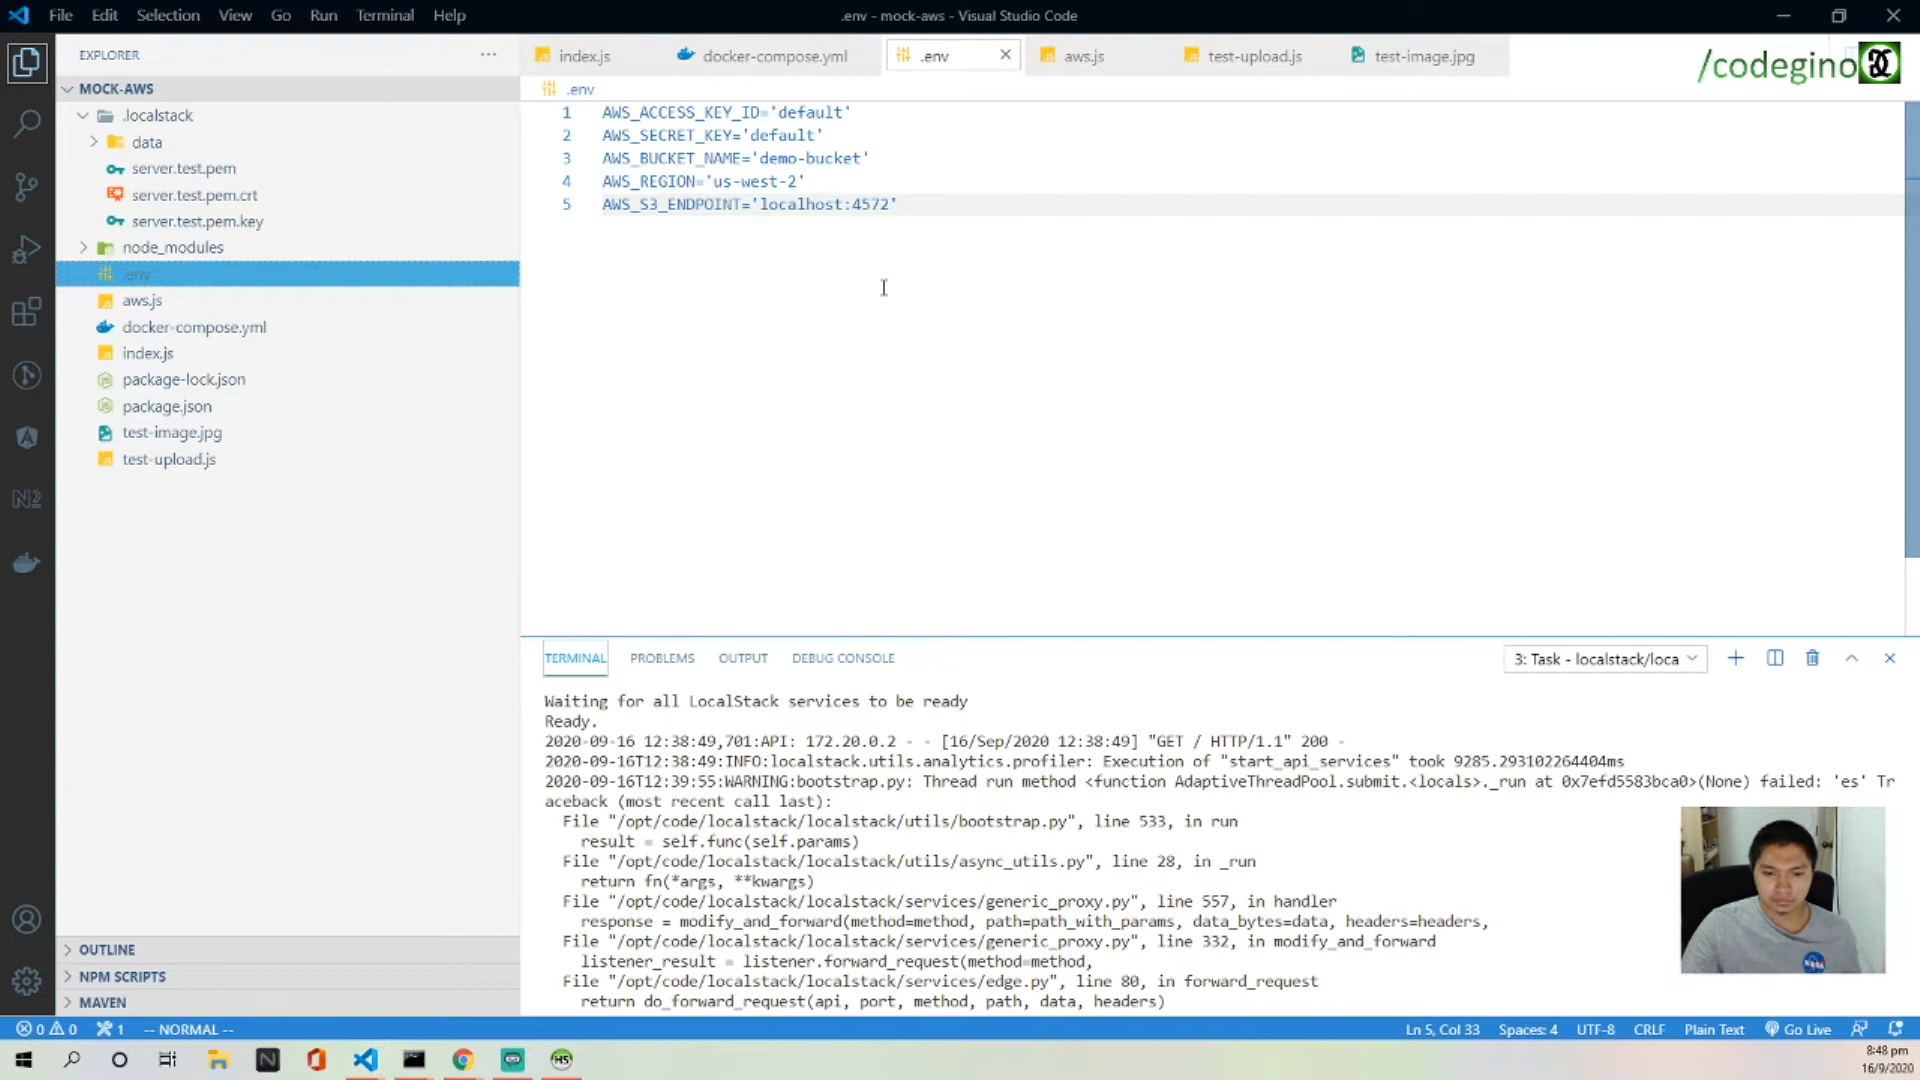 File Edit Selection View Go Run Terminal Help
.env - mock-aws - Visual Studio Code
EXPLORER
index.js
docker-compose.yml
.env
aws.js
test-upload.js
test-image.jpg
/codegino
MOCK-AWS
.env
.localstack
data
server.test.pem
server.test.pem.crt
server.test.pem.key
node_modules
.env
aws.js
docker-compose.yml
index.js
package-lock.json
package.json
test-image.jpg
test-upload.js
1 AWS_ACCESS_KEY_ID='default'
2 AWS_SECRET_KEY='default'
3 AWS_BUCKET_NAME='demo-bucket'
4 AWS_REGION='us-west-2'
5 AWS_S3_ENDPOINT='localhost:4572'
TERMINAL PROBLEMS OUTPUT DEBUG CONSOLE
3: Task - localstack/loca
Waiting for all LocalStack services to be ready
Ready.
2020-09-16 12:38:49,701:API: 172.20.0.2 - - [16/Sep/2020 12:38:49] "GET / HTTP/1.1" 200 -
2020-09-16T12:38:49:INFO:localstack.utils.analytics.profiler: Execution of "start_api_services" took 9285.293102264404ms
2020-09-16T12:39:55:WARNING:bootstrap.py: Thread run method <function AdaptiveThreadPool.submit.<locals>._run at 0x7efd5583bca0>(None) failed: 'es' Tr
aceback (most recent call last):
File "/opt/code/localstack/localstack/utils/bootstrap.py", line 533, in run
result = self.func(self.params)
File "/opt/code/localstack/localstack/utils/async_utils.py", line 28, in _run
return fn(*args, **kwargs)
File "/opt/code/localstack/localstack/services/generic_proxy.py", line 557, in handler
response = modify_and_forward(method=method, path=path_with_params, data_bytes=data, headers=headers,
File "/opt/code/localstack/localstack/services/generic_proxy.py", line 332, in modify_and_forward
listener_result = listener.forward_request(method=method,
File "/opt/code/localstack/localstack/services/edge.py", line 80, in forward_request
return do_forward_request(api, port, method, path, data, headers)
OUTLINE
NPM SCRIPTS
MAVEN
0 0 1 -- NORMAL --
Ln 5, Col 33 Spaces: 4 UTF-8 CRLF Plain Text Go Live
8:48 pm
16/9/2020